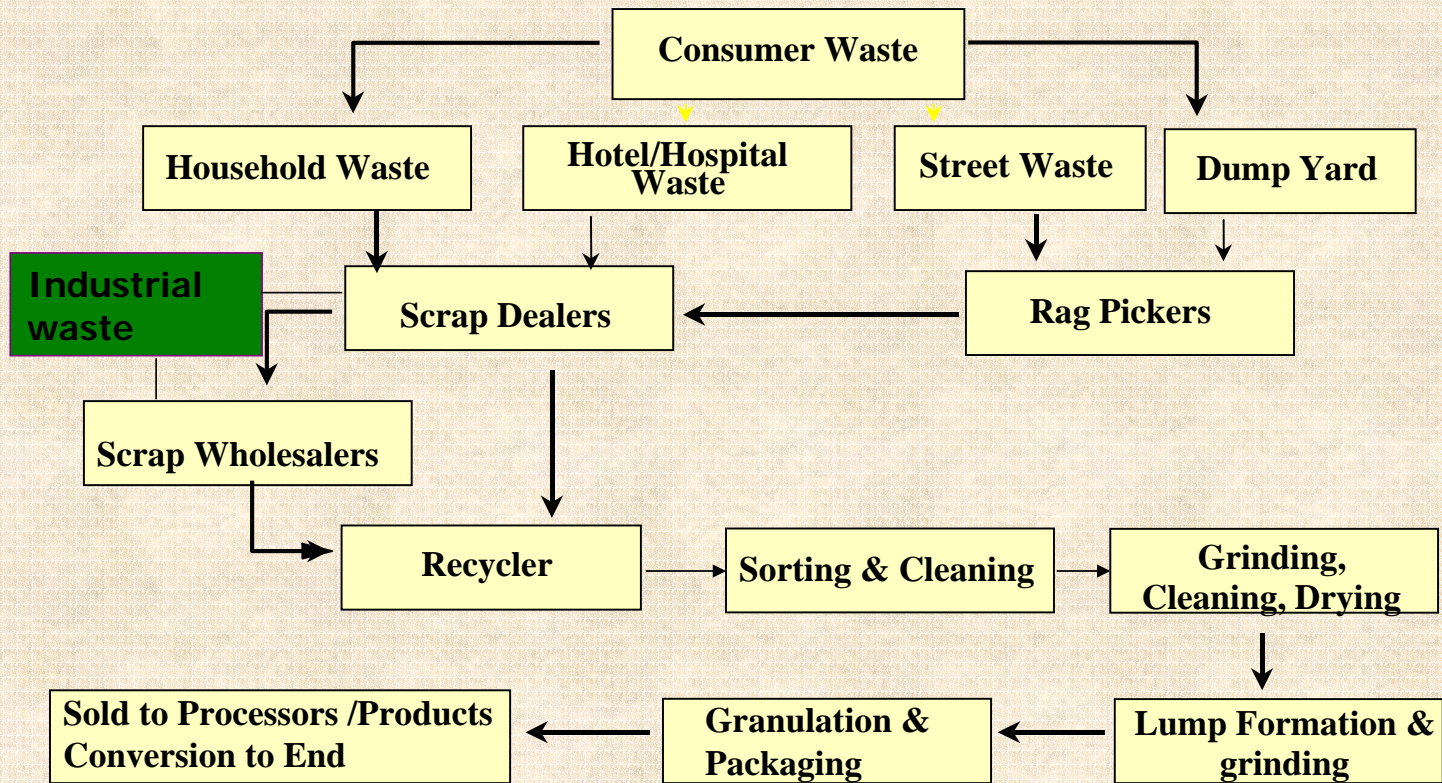 Consumer Waste
Household Waste
Hotel/Hospital
Waste
Street Waste
Dump Yard
Industrial
waste
Scrap Dealers
Rag Pickers
Scrap Wholesalers
Recycler
Sorting & Cleaning
Grinding,
Cleaning, Drying
Sold to Processors /Products
Conversion to End
Granulation &
Packaging
Lump Formation &
grinding